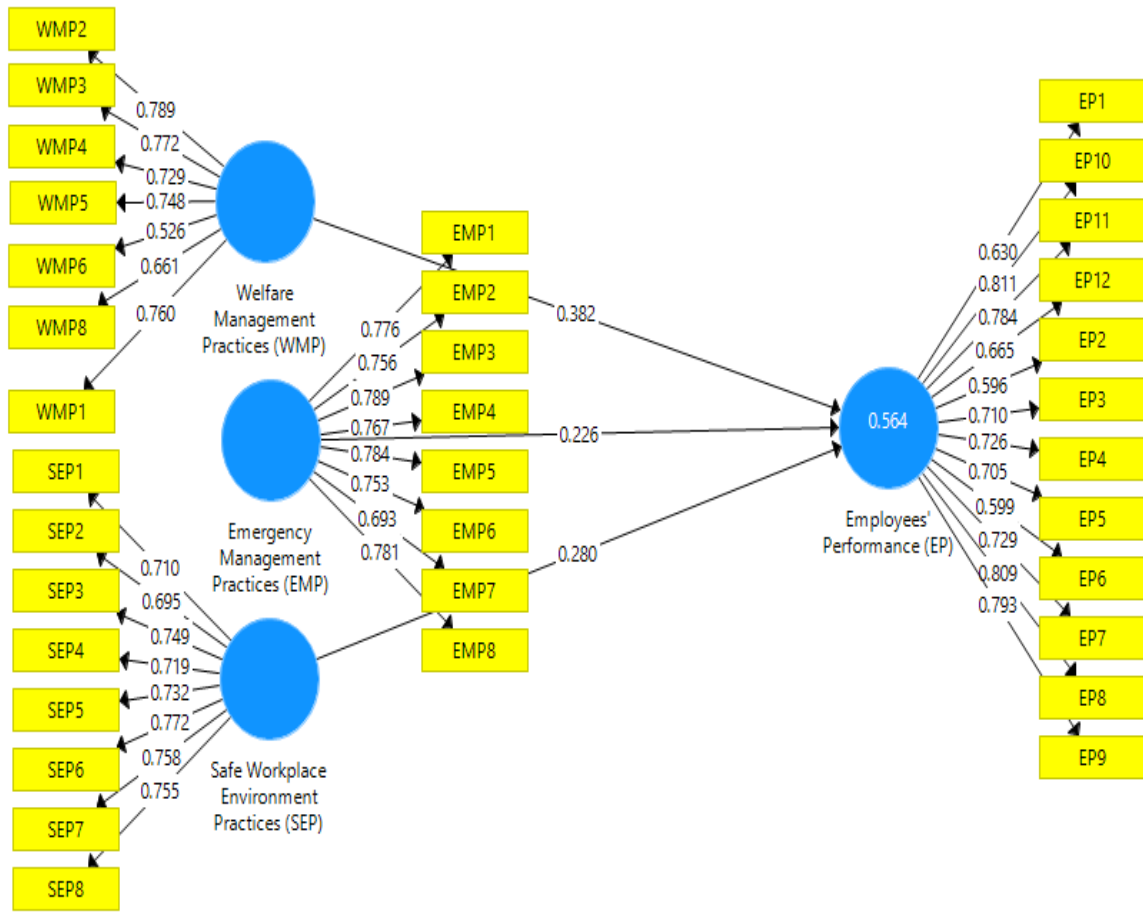 WMP2
WMP3
WMP4
WMP5
WMP6
WMP8
WMP1
0.789
0.772
0.729
0.748
0.526
0.661
0.760
Welfare
Management
Practices (WMP)
EMP1
EMP2
EMP3
EMP4
EMP5
EMP6
EMP7
EMP8
0.776
0.756
0.789
0.767
0.784
0.753
0.693
0.781
Emergency
Management
Practices (EMP)
SEP1
SEP2
SEP3
SEP4
SEP5
SEP6
SEP7
SEP8
0.710
0.695
0.749
0.719
0.732
0.772
0.758
0.755
Safe Workplace
Environment
Practices (SEP)
0.382
0.226
0.280
0.564
Employees'
Performance (EP)
0.630
0.811
0.784
0.665
0.596
0.710
0.726
0.705
0.599
0.729
0.809
0.793
EP1
EP10
EP11
EP12
EP2
EP3
EP4
EP5
EP6
EP7
EP8
EP9